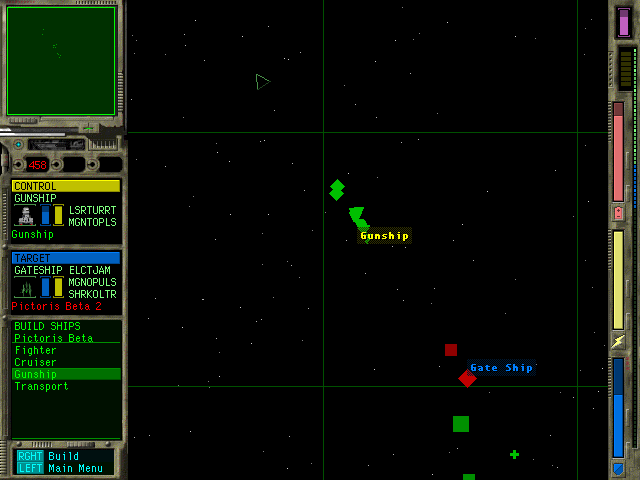 458
CONTROL
GUNSHIP
LSRTURRT
MGNTOPLS
Gunship
TARGET
GATESHIP ELCTJAM
MGNOPULS
SHRKOLTR
Pictoris Beta 2
BUILD SHIPS
Pictoris Beta
Fighter
Cruiser
Gunship
Transport
RGHT Build
LEFT Main Menu
Gunship
Gate Ship